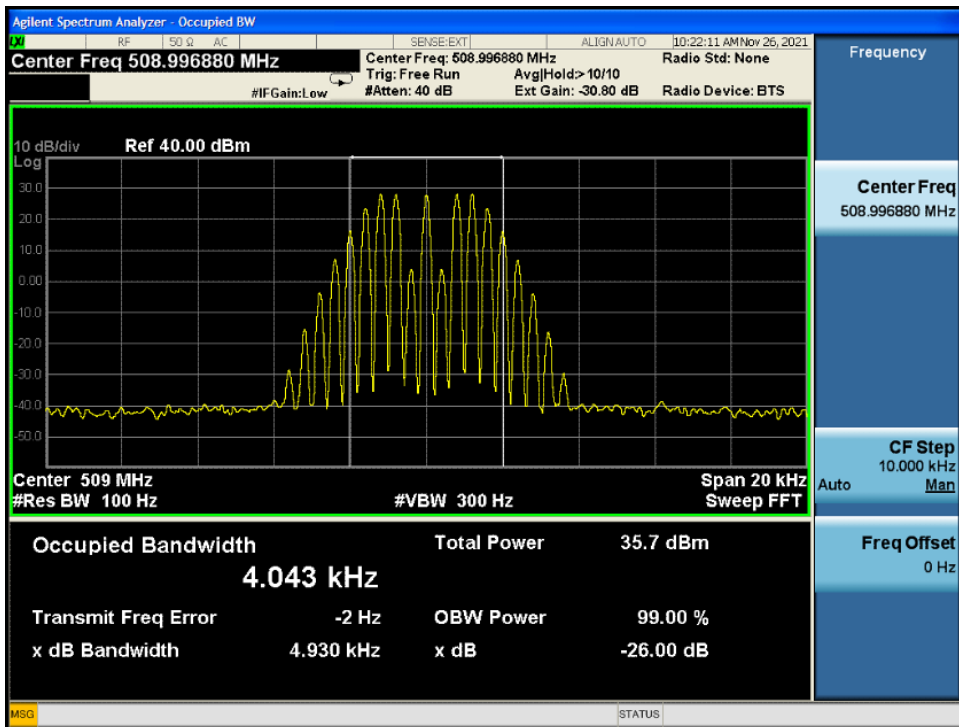 Agilent Spectrum Analyzer - Occupied BW
LXI RF 50 Ω AC SENSE:EXT ALIGNAUTO 10:22:11 AMNov 26, 2021
Center Freq 508.996880 MHz
Center Freq: 508.996880 MHz Radio Std: None
Trig: Free Run Avg|Hold:> 10/10
#IFGain:Low #Atten: 40 dB Ext Gain: -30.80 dB Radio Device: BTS
10 dB/div Ref 40.00 dBm
Log
30.0
20.0
10.0
0.00
-10.0
-20.0
-30.0
-40.0
-50.0
Center 509 MHz Span 20 kHz
#Res BW 100 Hz #VBW 300 Hz Sweep FFT
Occupied Bandwidth Total Power 35.7 dBm
4.043 kHz
Transmit Freq Error -2 Hz OBW Power 99.00 %
x dB Bandwidth 4.930 kHz x dB -26.00 dB
MSG STATUS
Frequency
Center Freq
508.996880 MHz
CF Step
10.000 kHz
Auto Man
Freq Offset
0 Hz